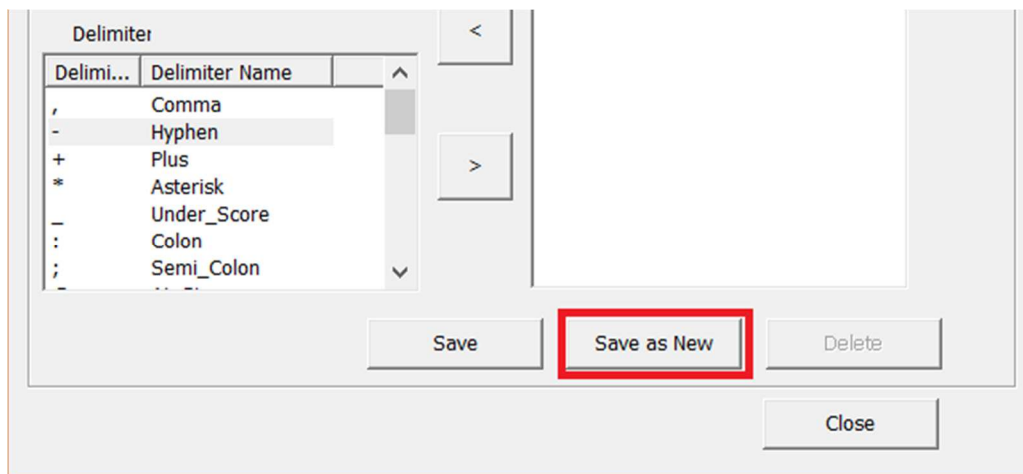 Delimiter
<
Delimi... Delimiter Name
, Comma
- Hyphen
+ Plus
>
* Asterisk
_ Under_Score
: Colon
; Semi_Colon
Save Save as New Delete
Close